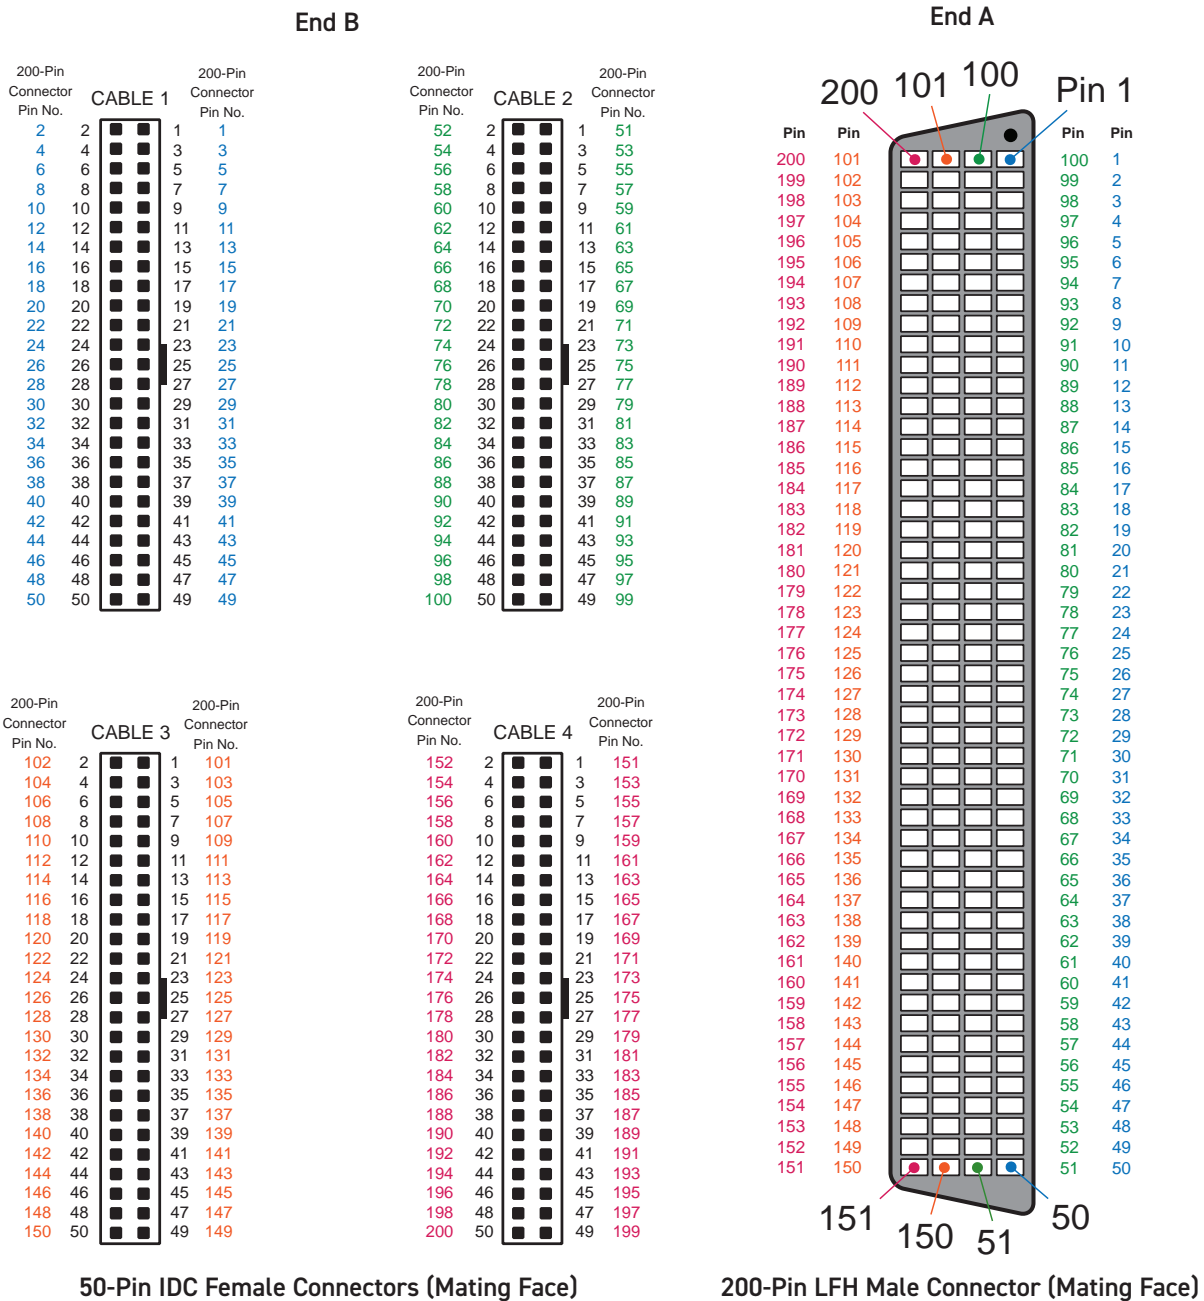 End B
End A
200-Pin Connector Pin No.
CABLE 1
200-Pin Connector Pin No.
2 2 1 1
4 4 3 3
6 6 5 5
8 8 7 7
10 10 9 9
12 12 11 11
14 14 13 13
16 16 15 15
18 18 17 17
20 20 19 19
22 22 21 21
24 24 23 23
26 26 25 25
28 28 27 27
30 30 29 29
32 32 31 31
34 34 33 33
36 36 35 35
38 38 37 37
40 40 39 39
42 42 41 41
44 44 43 43
46 46 45 45
48 48 47 47
50 50 49 49
200-Pin Connector Pin No.
CABLE 2
200-Pin Connector Pin No.
52 2 1 51
54 4 3 53
56 6 5 55
58 8 7 57
60 10 9 59
62 12 11 61
64 14 13 63
66 16 15 65
68 18 17 67
70 20 19 69
72 22 21 71
74 24 23 73
76 26 25 75
78 28 27 77
80 30 29 79
82 32 31 81
84 34 33 83
86 36 35 85
88 38 37 87
90 40 39 89
92 42 41 91
94 44 43 93
96 46 45 95
98 48 47 97
100 50 49 99
200-Pin Connector Pin No.
CABLE 3
200-Pin Connector Pin No.
102 2 1 101
104 4 3 103
106 6 5 105
108 8 7 107
110 10 9 109
112 12 11 111
114 14 13 113
116 16 15 115
118 18 17 117
120 20 19 119
122 22 21 121
124 24 23 123
126 26 25 125
128 28 27 127
130 30 29 129
132 32 31 131
134 34 33 133
136 36 35 135
138 38 37 137
140 40 39 139
142 42 41 141
144 44 43 143
146 46 45 145
148 48 47 147
150 50 49 149
200-Pin Connector Pin No.
CABLE 4
200-Pin Connector Pin No.
152 2 1 151
154 4 3 153
156 6 5 155
158 8 7 157
160 10 9 159
162 12 11 161
164 14 13 163
166 16 15 165
168 18 17 167
170 20 19 169
172 22 21 171
174 24 23 173
176 26 25 175
178 28 27 177
180 30 29 179
182 32 31 181
184 34 33 183
186 36 35 185
188 38 37 187
190 40 39 189
192 42 41 191
194 44 43 193
196 46 45 195
198 48 47 197
200 50 49 199
50-Pin IDC Female Connectors (Mating Face)
200 101 100 Pin 1
Pin Pin Pin Pin
200 101 100 1
199 102 99 2
198 103 98 3
197 104 97 4
196 105 96 5
195 106 95 6
194 107 94 7
193 108 93 8
192 109 92 9
191 110 91 10
190 111 90 11
189 112 89 12
188 113 88 13
187 114 87 14
186 115 86 15
185 116 85 16
184 117 84 17
183 118 83 18
182 119 82 19
181 120 81 20
180 121 80 21
179 122 79 22
178 123 78 23
177 124 77 24
176 125 76 25
175 126 75 26
174 127 74 27
173 128 73 28
172 129 72 29
171 130 71 30
170 131 70 31
169 132 69 32
168 133 68 33
167 134 67 34
166 135 66 35
165 136 65 36
164 137 64 37
163 138 63 38
162 139 62 39
161 140 61 40
160 141 60 41
159 142 59 42
158 143 58 43
157 144 57 44
156 145 56 45
155 146 55 46
154 147 54 47
153 148 53 48
152 149 52 49
151 150 51 50
151 150 51 50
200-Pin LFH Male Connector (Mating Face)